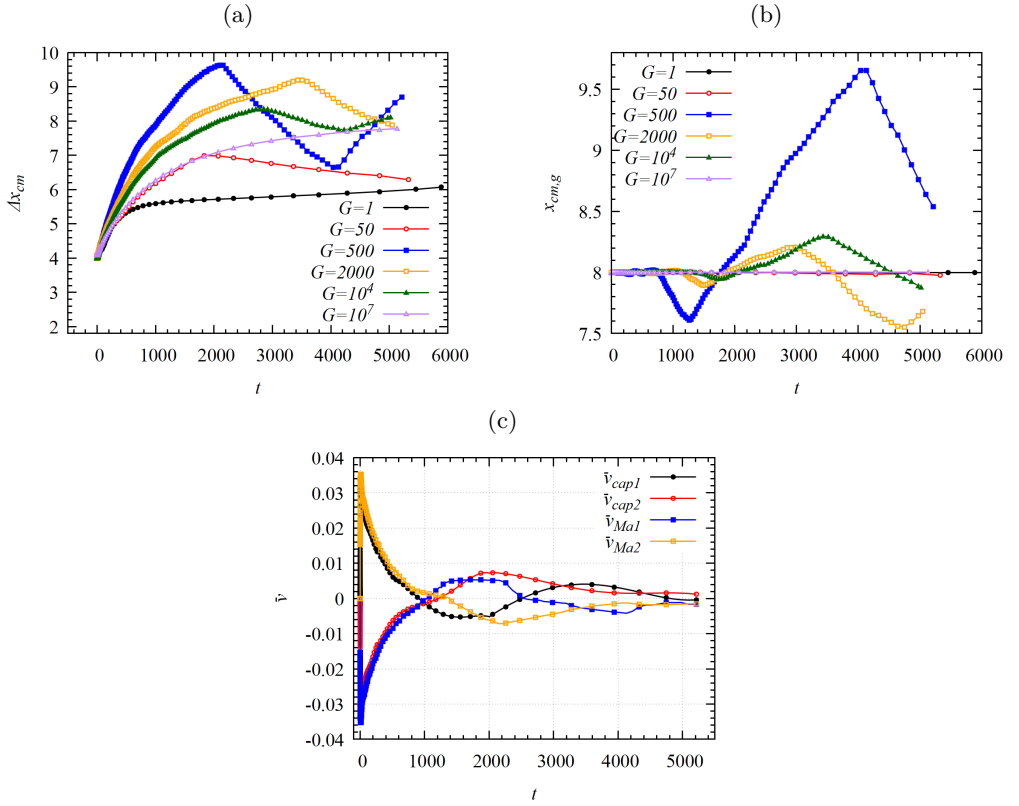 (a)
10
9
8
7
6
5
4
3
2
Δx_cm
G=1
G=50
G=500
G=2000
G=10^4
G=10^7
0 1000 2000 3000 4000 5000 6000
t
(b)
9.5
9
8.5
8
7.5
x_cm,g
G=1
G=50
G=500
G=2000
G=10^4
G=10^7
0 1000 2000 3000 4000 5000 6000
t
(c)
0.04
0.03
0.02
0.01
0
-0.01
-0.02
-0.03
-0.04
v̄
v̄_cap1
v̄_cap2
v̄_Ma1
v̄_Ma2
0 1000 2000 3000 4000 5000
t